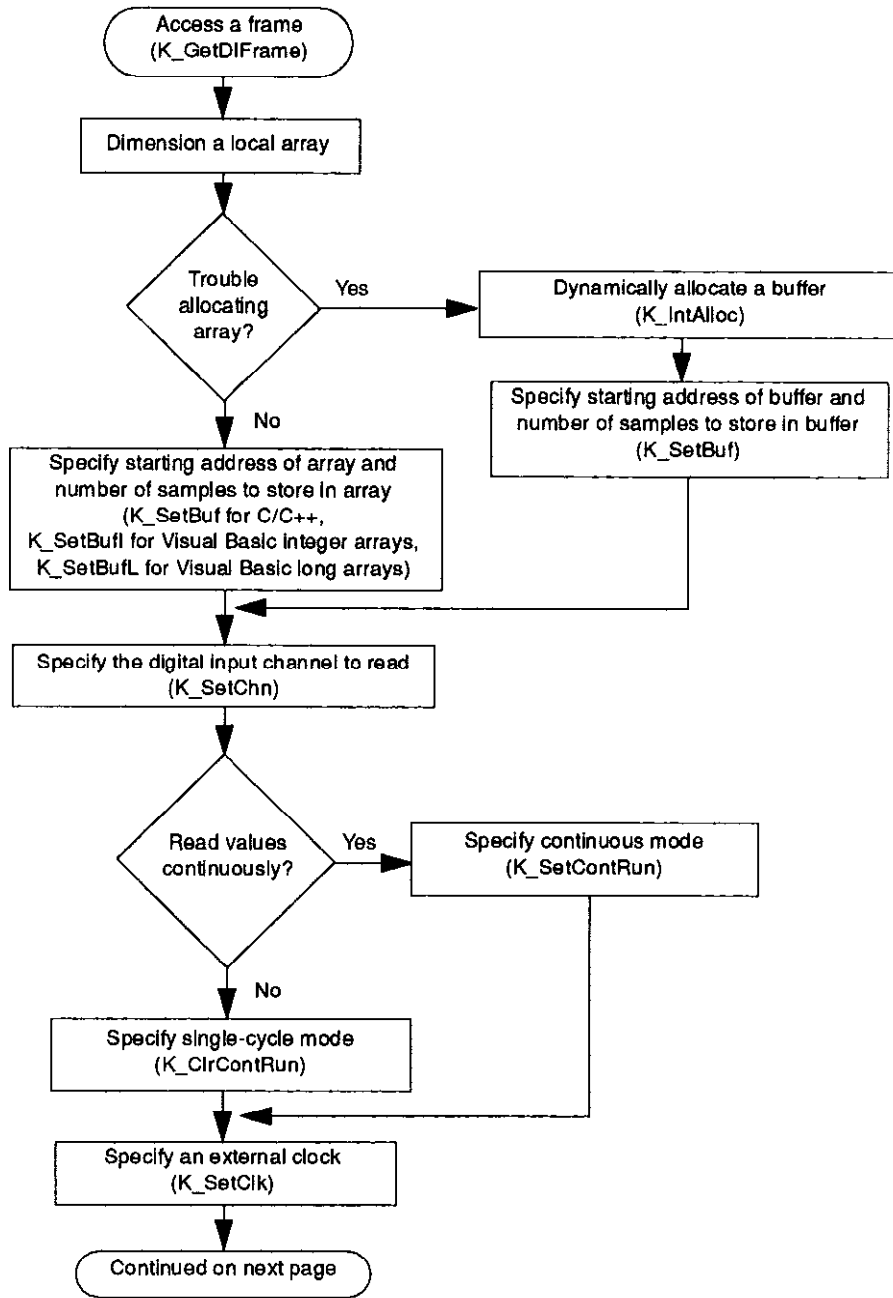 Access a frame
(K_GetDIFrame)
Dimension a local array
Trouble
allocating
array?
Yes
Dynamically allocate a buffer
(K_IntAlloc)
Specify starting address of buffer and
number of samples to store in buffer
(K_SetBuf)
No
Specify starting address of array and
number of samples to store in array
(K_SetBuf for C/C++,
K_SetBufI for Visual Basic integer arrays,
K_SetBufL for Visual Basic long arrays)
Specify the digital input channel to read
(K_SetChn)
Read values
continuously?
Yes
Specify continuous mode
(K_SetContRun)
No
Specify single-cycle mode
(K_ClrContRun)
Specify an external clock
(K_SetClk)
Continued on next page